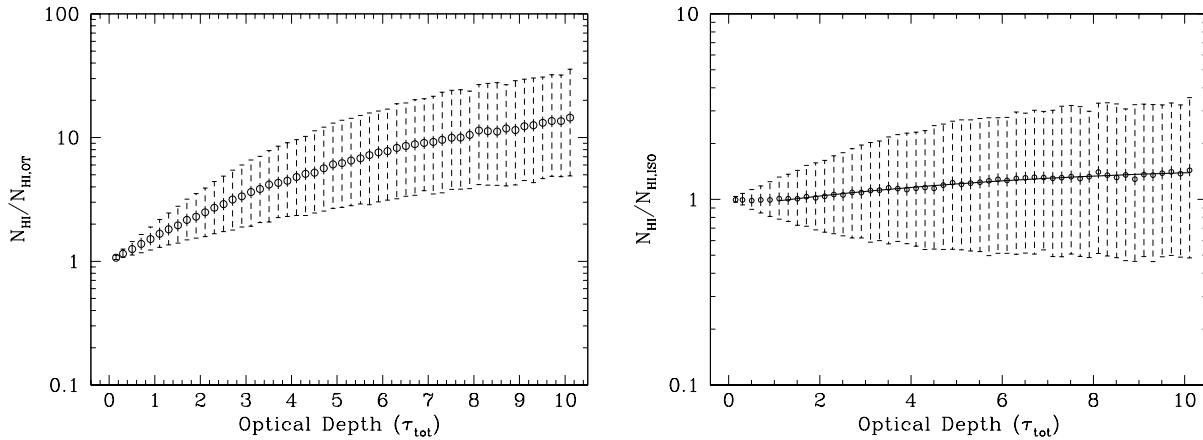 100
10
1
0.1
N_HI/N_HI,OT
0 1 2 3 4 5 6 7 8 9 10
Optical Depth (τ_tot)
10
1
0.1
N_HI/N_HI,ISO
0 2 4 6 8 10
Optical Depth (τ_tot)